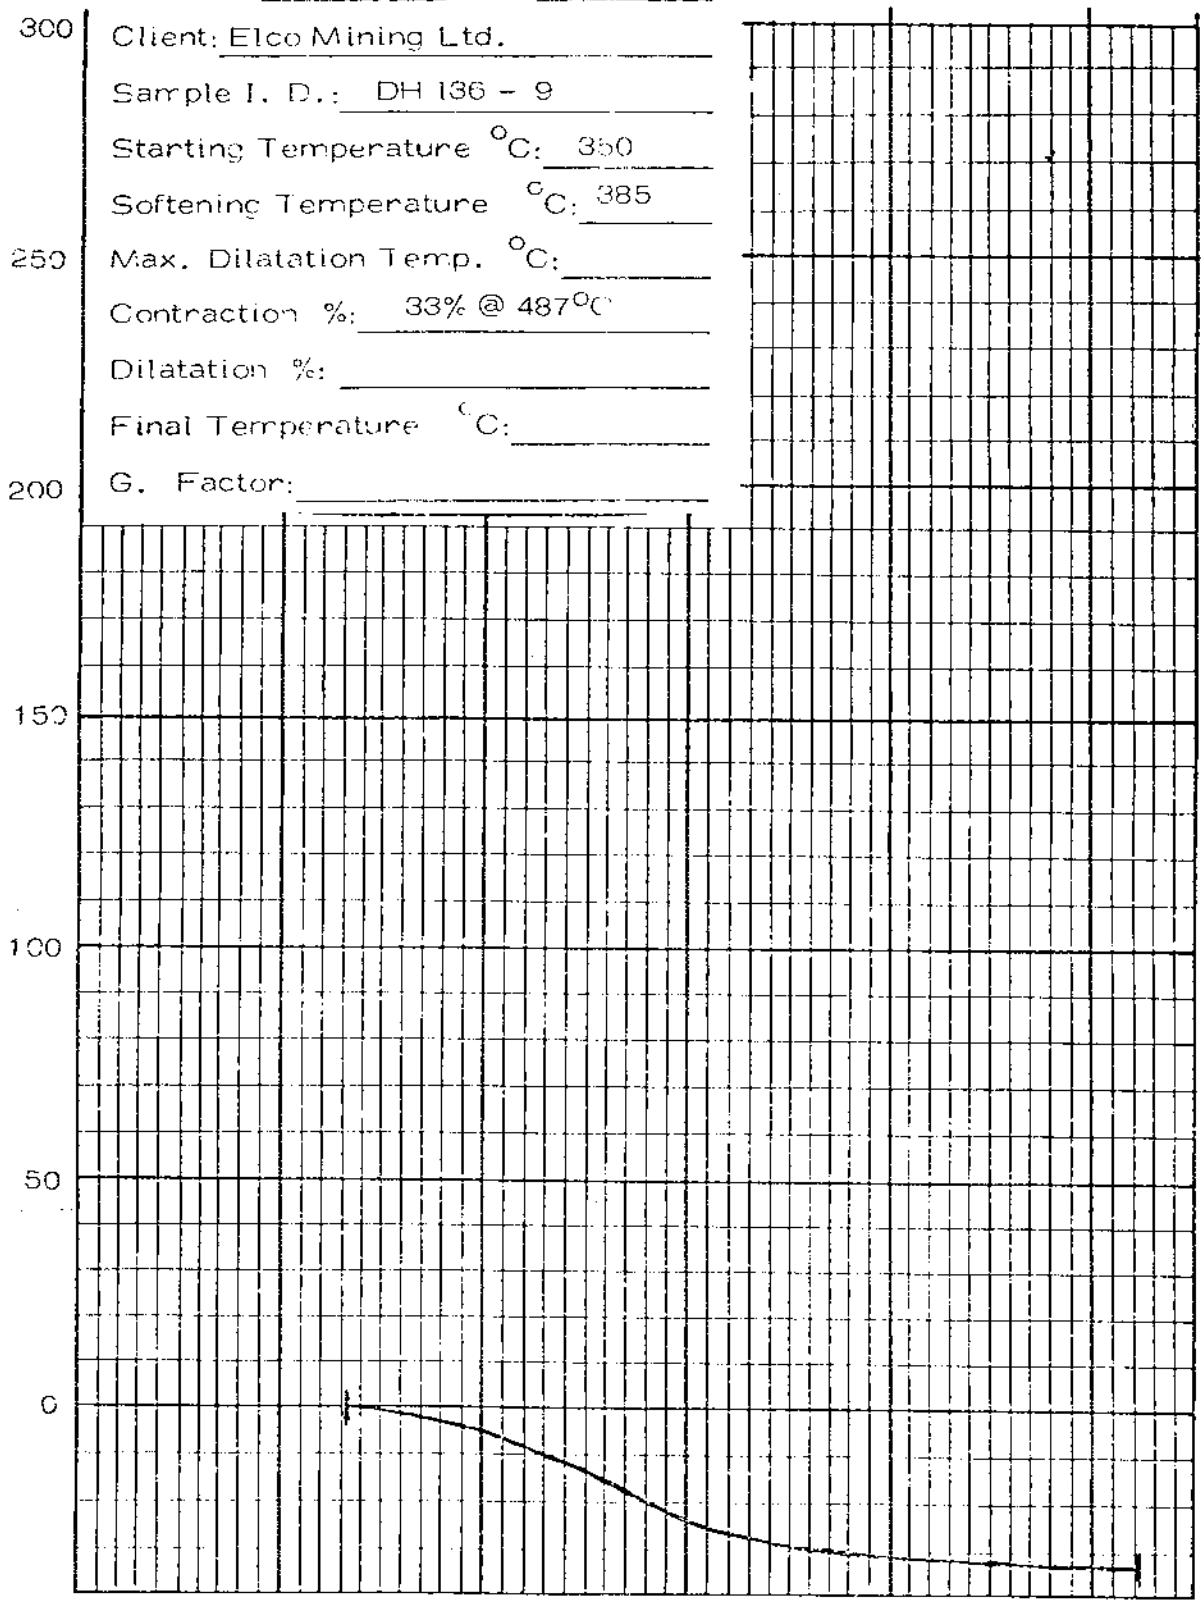 300
Client: Elco Mining Ltd.
Sample I. D.: DH 136 - 9
Starting Temperature °C: 350
Softening Temperature °C: 385
250
Max. Dilatation Temp. °C:
Contraction %: 33% @ 487°C
Dilatation %:
Final Temperature °C:
200
G. Factor:
150
100
50
0